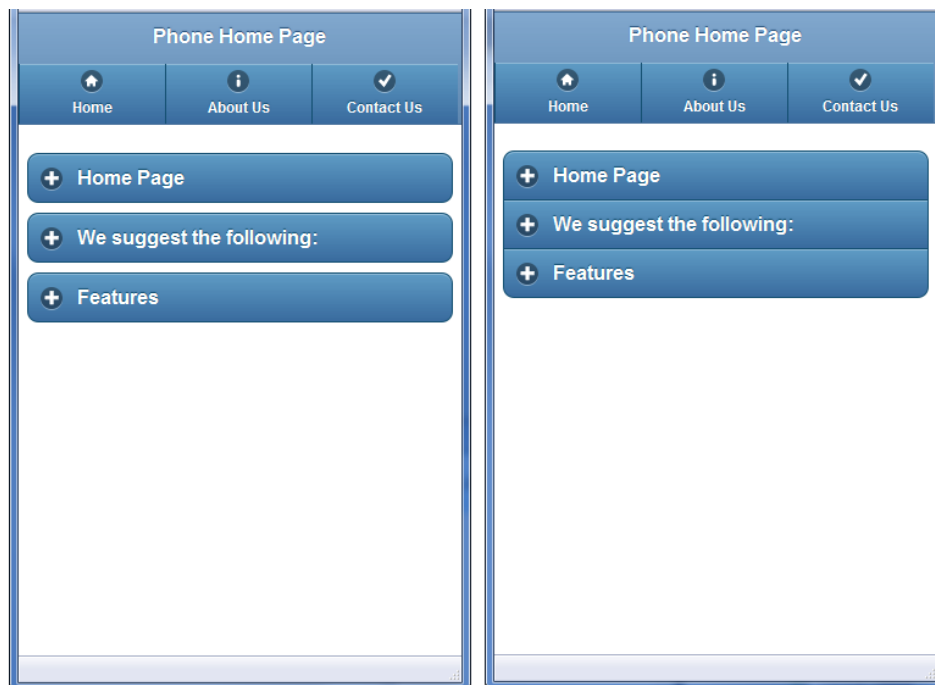 Phone Home Page
Home About Us Contact Us
Home Page
We suggest the following:
Features
Phone Home Page
Home About Us Contact Us
Home Page
We suggest the following:
Features